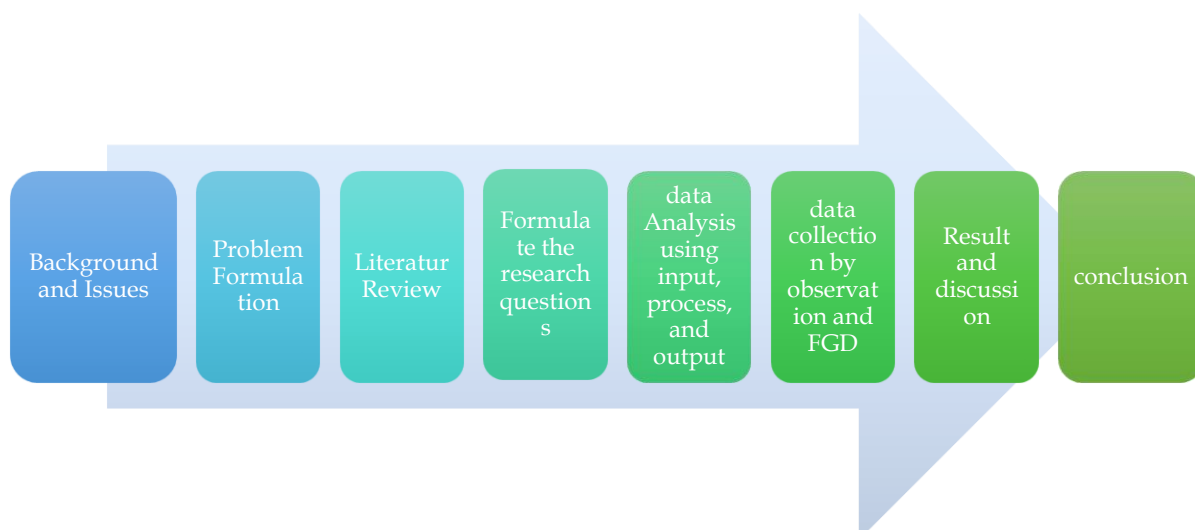 Background
and Issues
Problem
Formula
tion
Literatur
Review
Formula
te the
research
question
s
data
Analysis
using
input,
process,
and
output
data
collectio
n by
observat
ion and
FGD
Result
and
discussi
on
conclusion